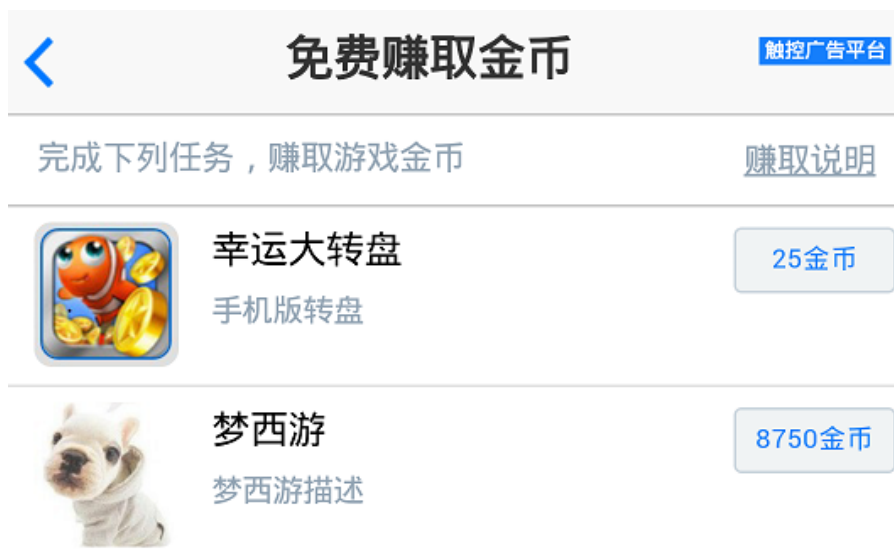 免费赚取金币
触控广告平台
完成下列任务，赚取游戏金币
赚取说明
幸运大转盘
25金币
手机版转盘
梦西游
8750金币
梦西游描述